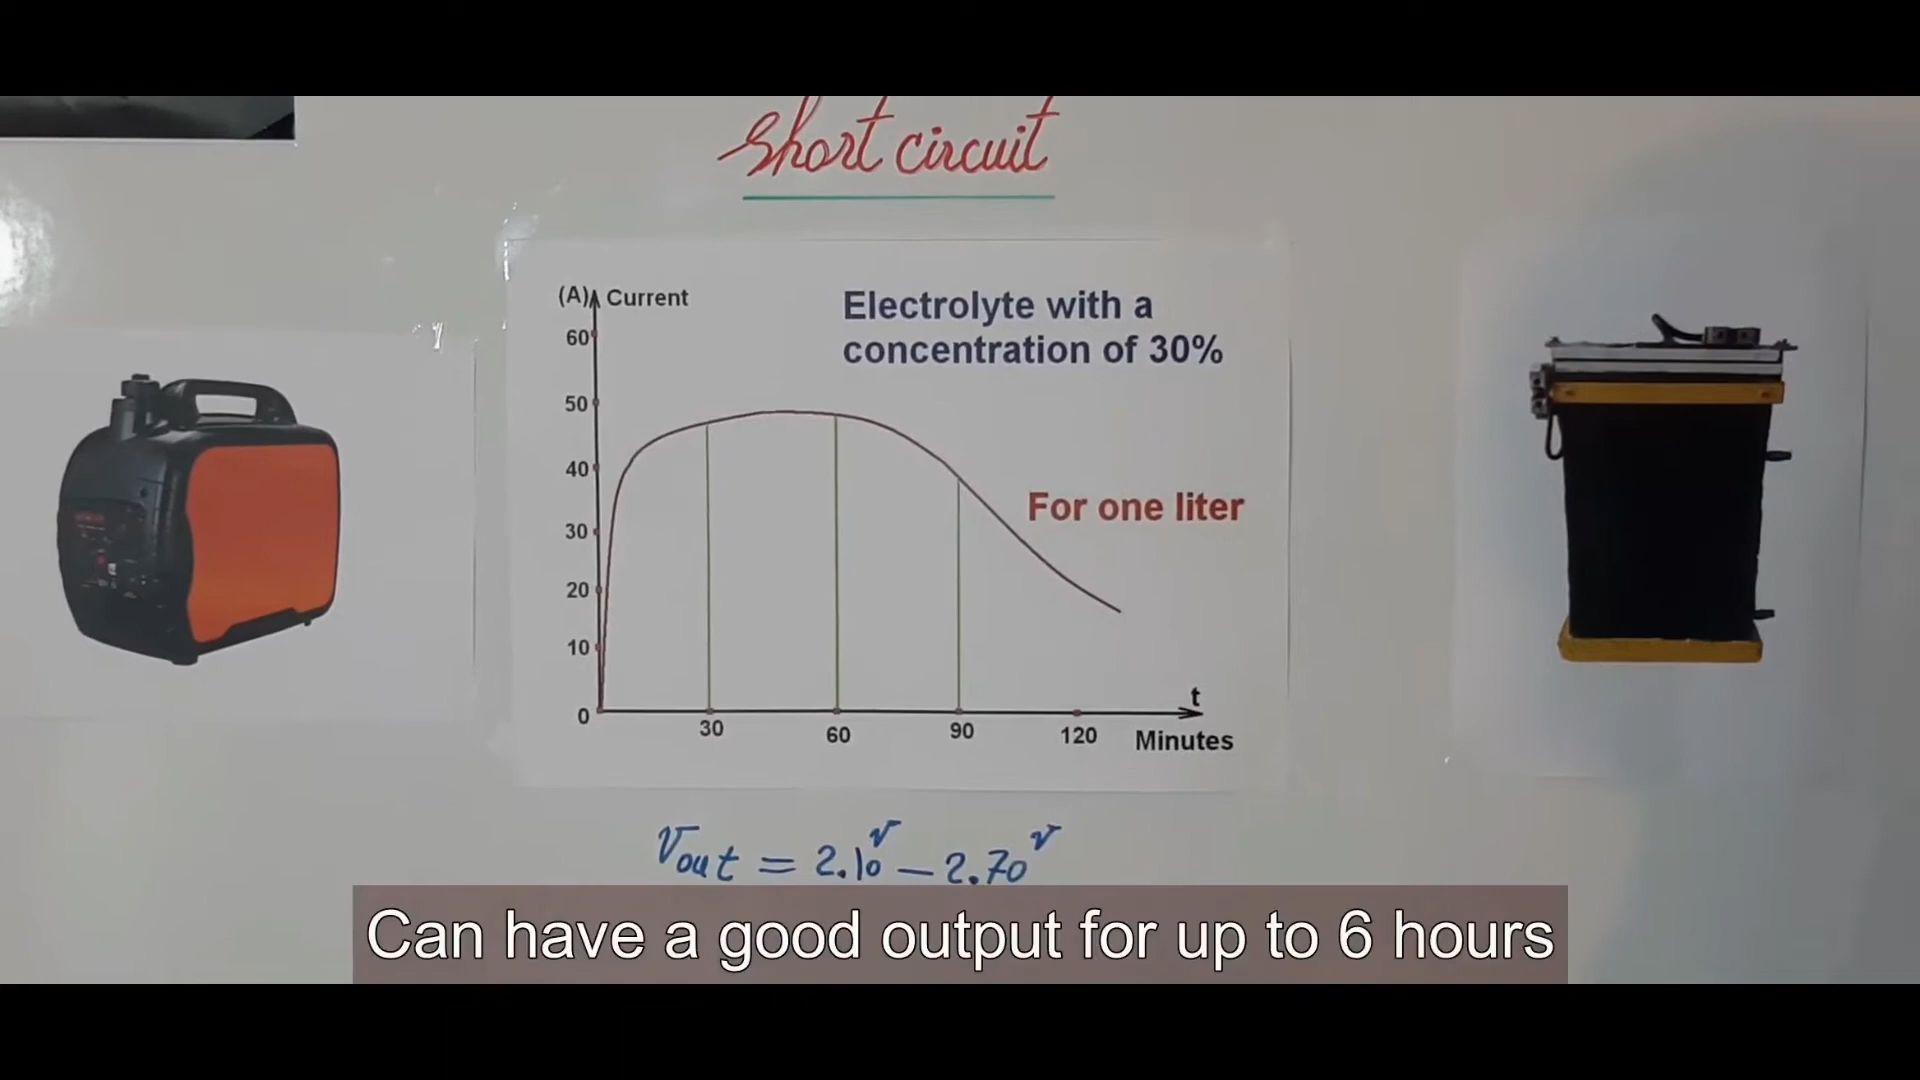 Short circuit
(A) Current
Electrolyte with a
concentration of 30%
60
50
40
For one liter
30
20
10
0
t
30
60
90
120
Minutes
Vout = 2.10v – 2.70v
Can have a good output for up to 6 hours